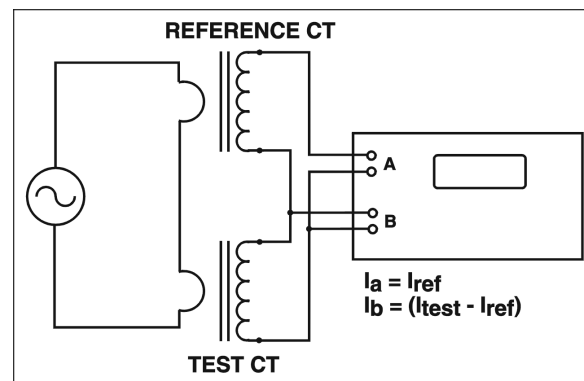 REFERENCE CT
A
B
Ia = Iref
Ib = (Itest - Iref)
TEST CT